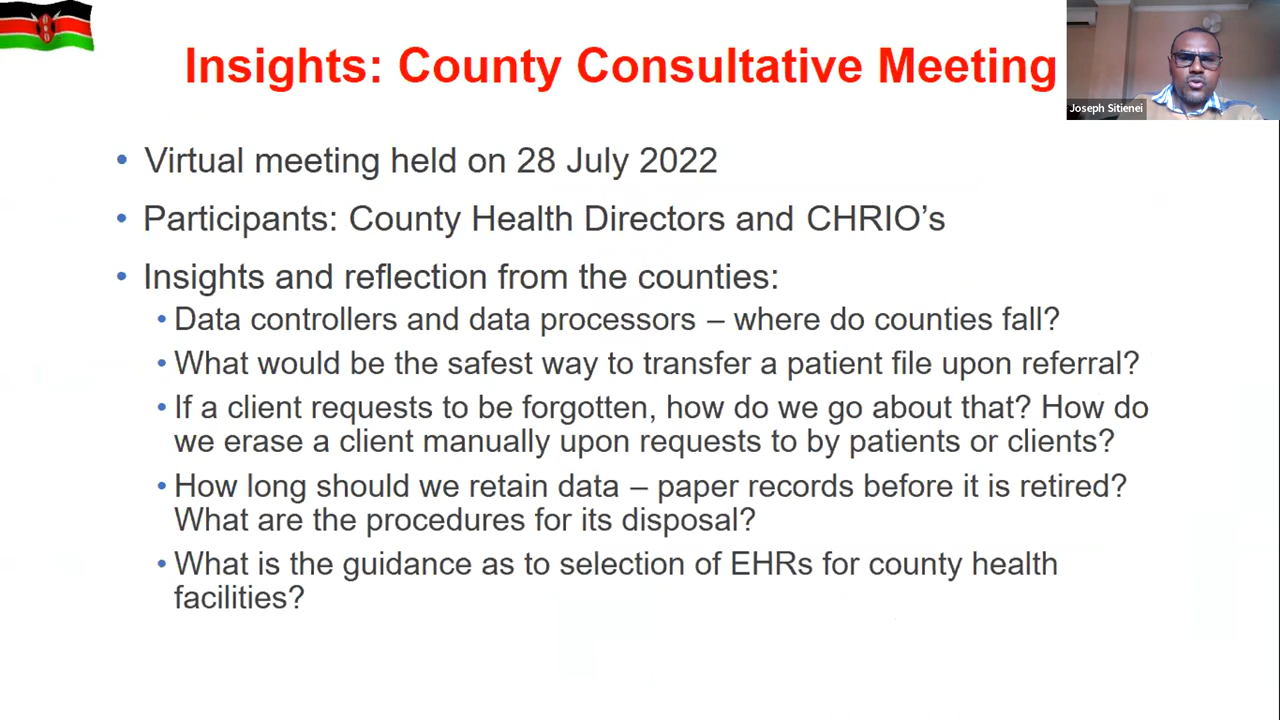 Insights: County Consultative Meeting
Joseph Sitienei
• Virtual meeting held on 28 July 2022
• Participants: County Health Directors and CHRIO’s
• Insights and reflection from the counties:
• Data controllers and data processors – where do counties fall?
• What would be the safest way to transfer a patient file upon referral?
• If a client requests to be forgotten, how do we go about that? How do
we erase a client manually upon requests to by patients or clients?
• How long should we retain data – paper records before it is retired?
What are the procedures for its disposal?
• What is the guidance as to selection of EHRs for county health
facilities?